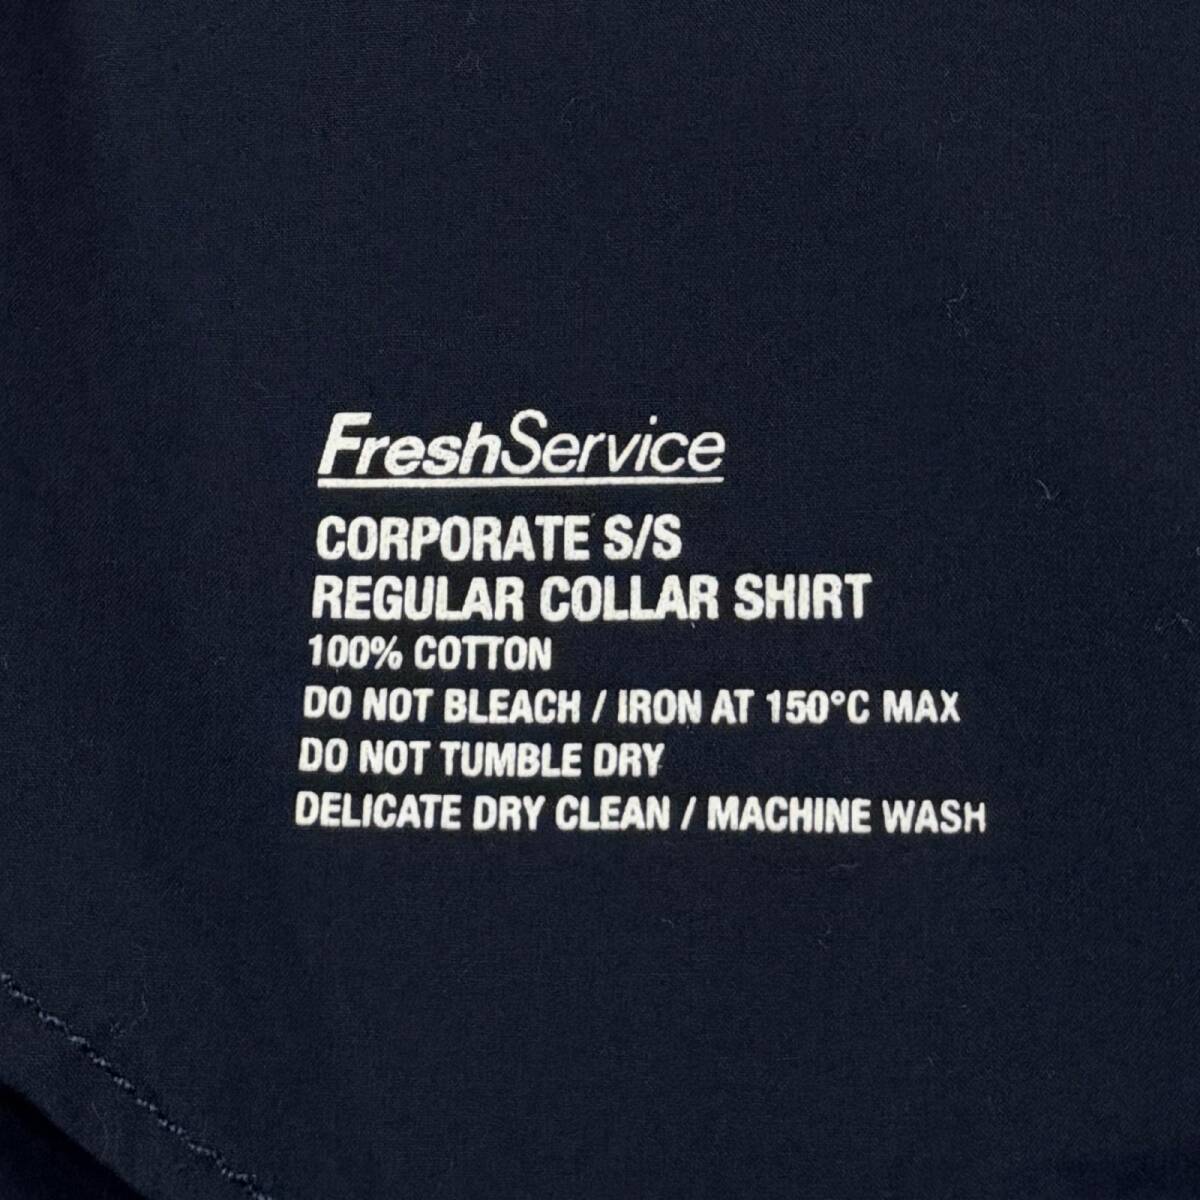 FreshService
CORPORATE S/S
REGULAR COLLAR SHIRT
100% COTTON
DO NOT BLEACH / IRON AT 150°C MAX
DO NOT TUMBLE DRY
DELICATE DRY CLEAN / MACHINE WASH